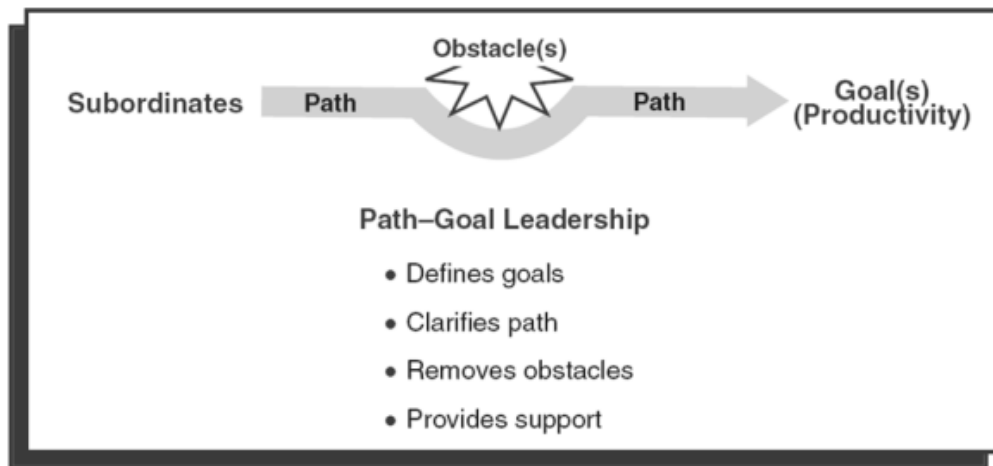 Obstacle(s)
Subordinates Path Path Goal(s)
(Productivity)
Path–Goal Leadership
• Defines goals
• Clarifies path
• Removes obstacles
• Provides support